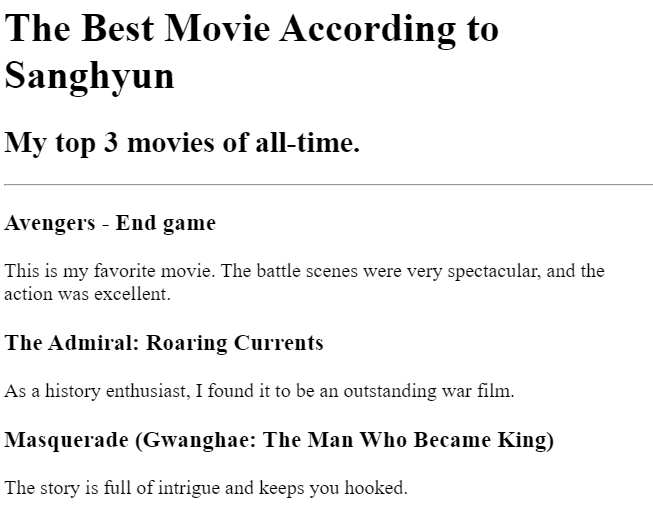 The Best Movie According to
Sanghyun
My top 3 movies of all-time.
Avengers - End game
This is my favorite movie. The battle scenes were very spectacular, and the
action was excellent.
The Admiral: Roaring Currents
As a history enthusiast, I found it to be an outstanding war film.
Masquerade (Gwanghae: The Man Who Became King)
The story is full of intrigue and keeps you hooked.